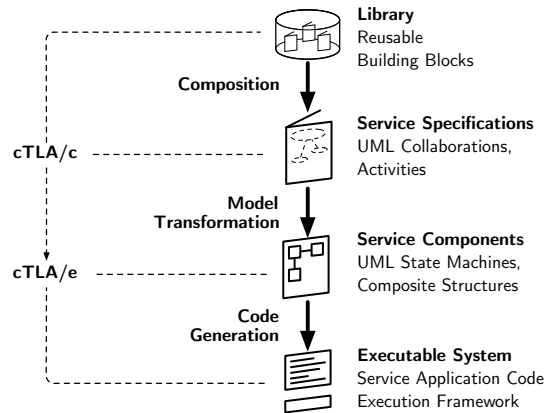 Library
Reusable
Building Blocks
Composition
Service Specifications
UML Collaborations,
Activities
cTLA/c
Model
Transformation
Service Components
UML State Machines,
Composite Structures
cTLA/e
Code
Generation
Executable System
Service Application Code
Execution Framework